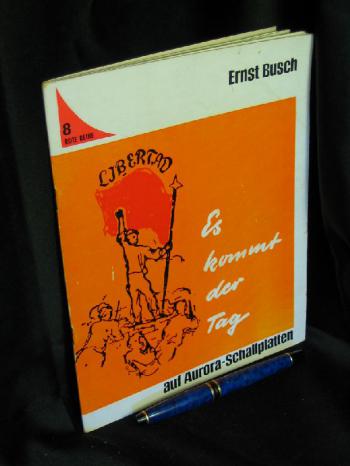 Ernst Busch
8
ROTE REIHE
LIBERTAD
Es
kommt
der
Tag
auf Aurora-Schallplatten